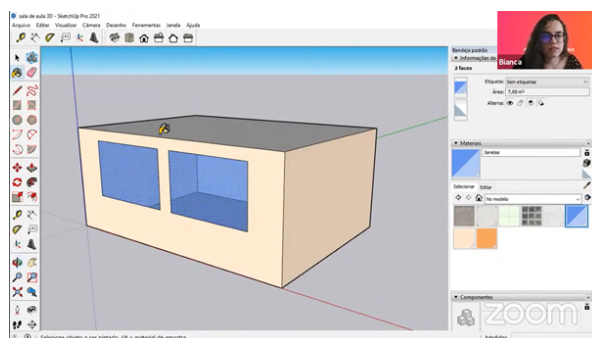 sala de aula 3D - SketchUp Pro 2021
Arquivo Editar Visualizar Câmera Desenho Ferramentas Janela Ajuda
Bianca
Bandeja padrão
Informações da
2 faces
Etiqueta: Sem etiquetas
Área: 7,68 m²
Alterna:
Materiais
Janelas
Selecionar Editar
No modelo
Componentes
zoom
Selecione objeto a ser pintado. Alt = material de amostra.
Medidas